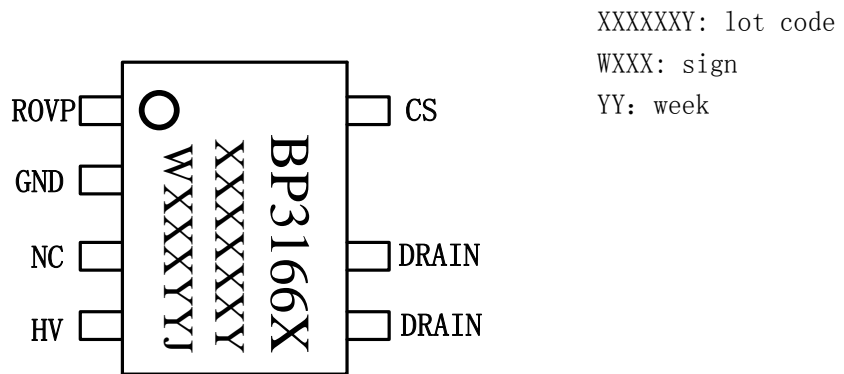 XXXXXXY: lot code
WXXX: sign
YY: week
ROVP
CS
GND
NC
DRAIN
HV
DRAIN
BP3166X
XXXXXXY
WXXXYYJ